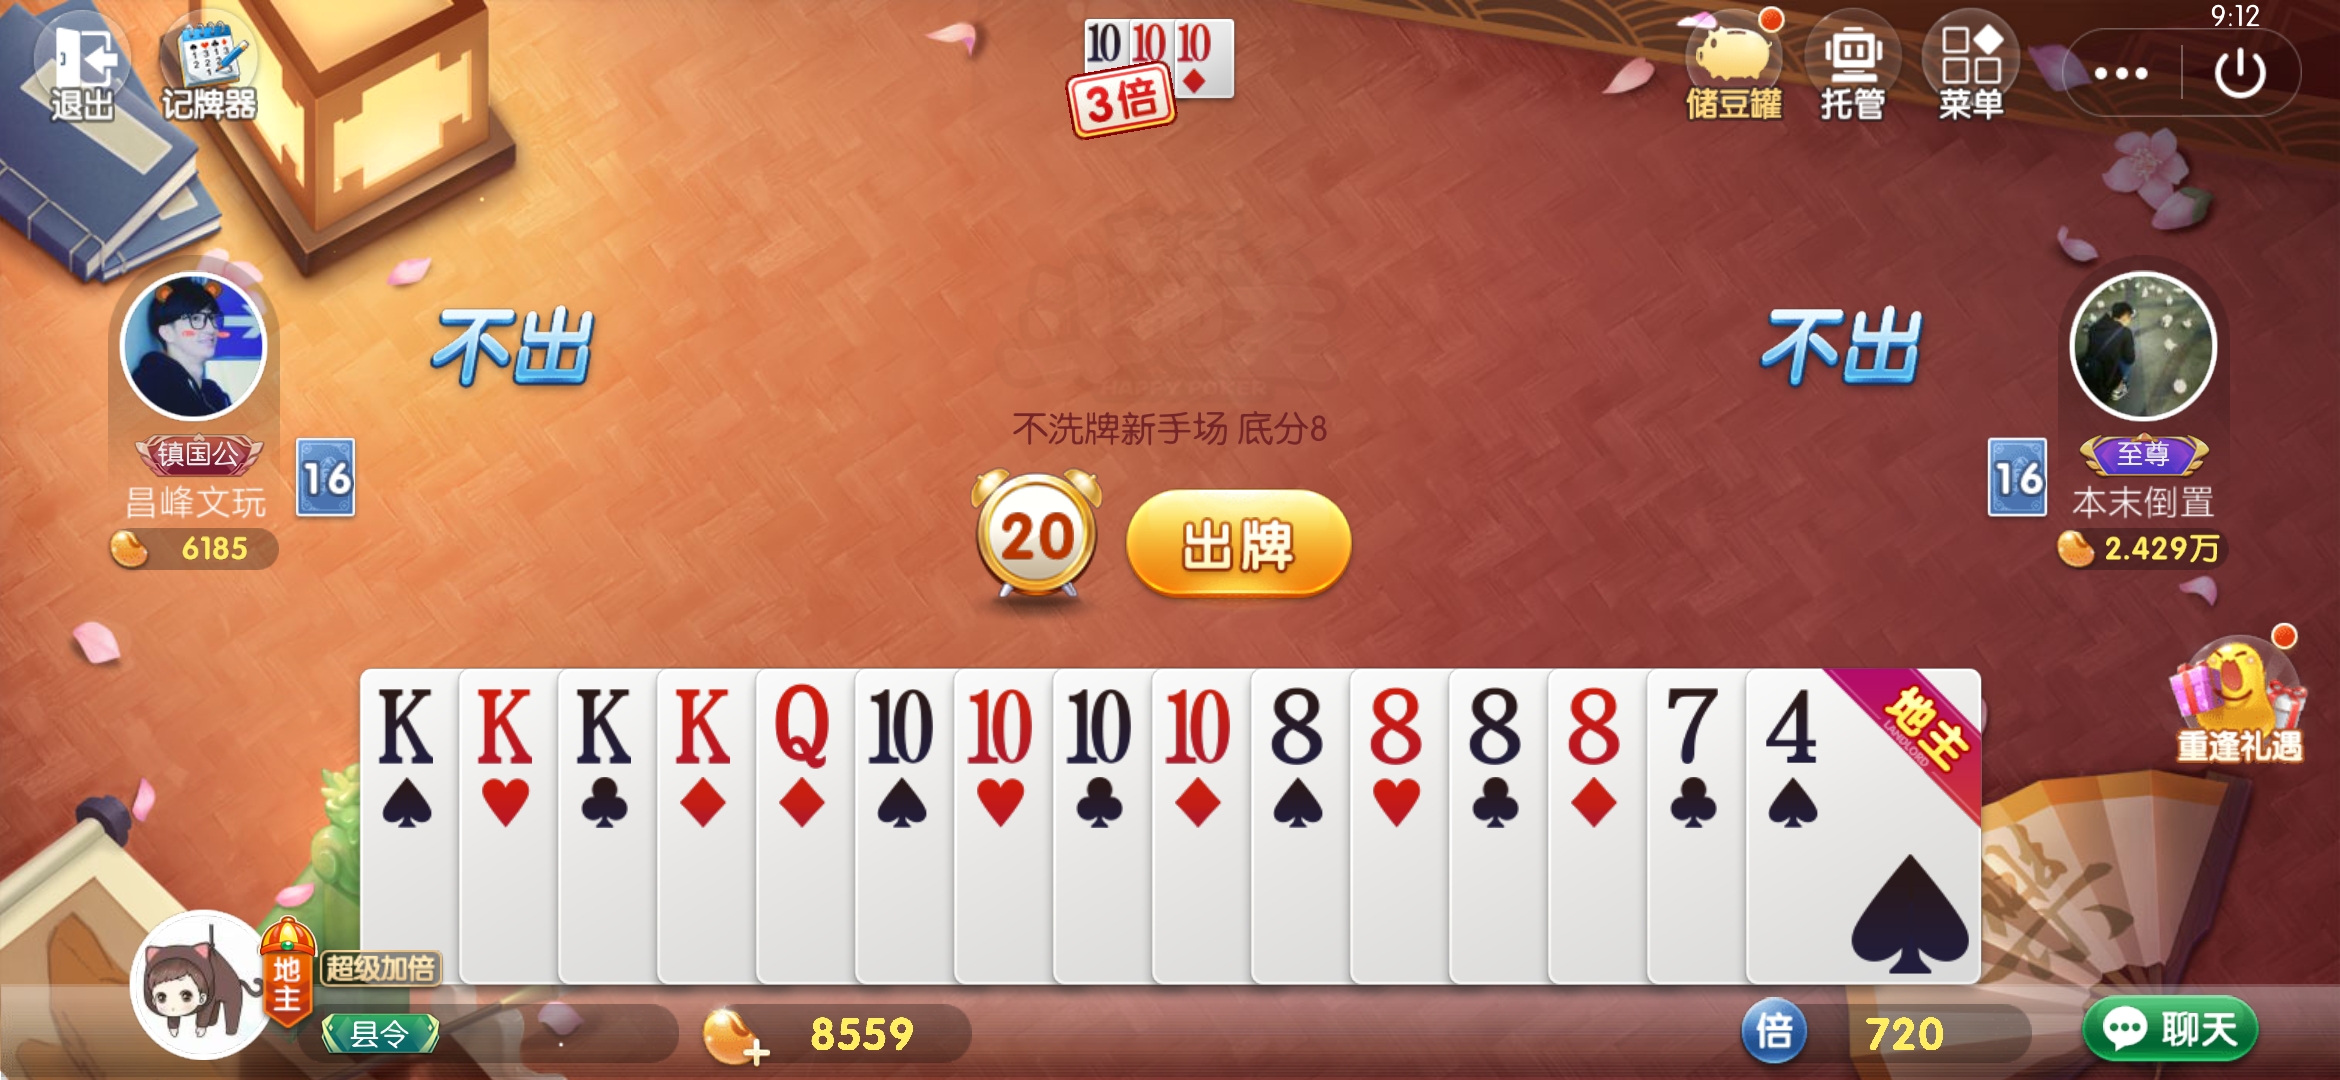 9:12
退出
记牌器
10 10 10
3倍
储豆罐
托管
菜单
不出
不出
HAPPY POKER
不洗牌新手场 底分8
镇国公
16
昌峰文玩
6185
16
至尊
本末倒置
2.429万
20
出牌
K K K K Q 10 10 10 10 8 8 8 8 7 4
地主
LANDLORD
重逢礼遇
地主
超级加倍
县令
8559
倍
720
聊天